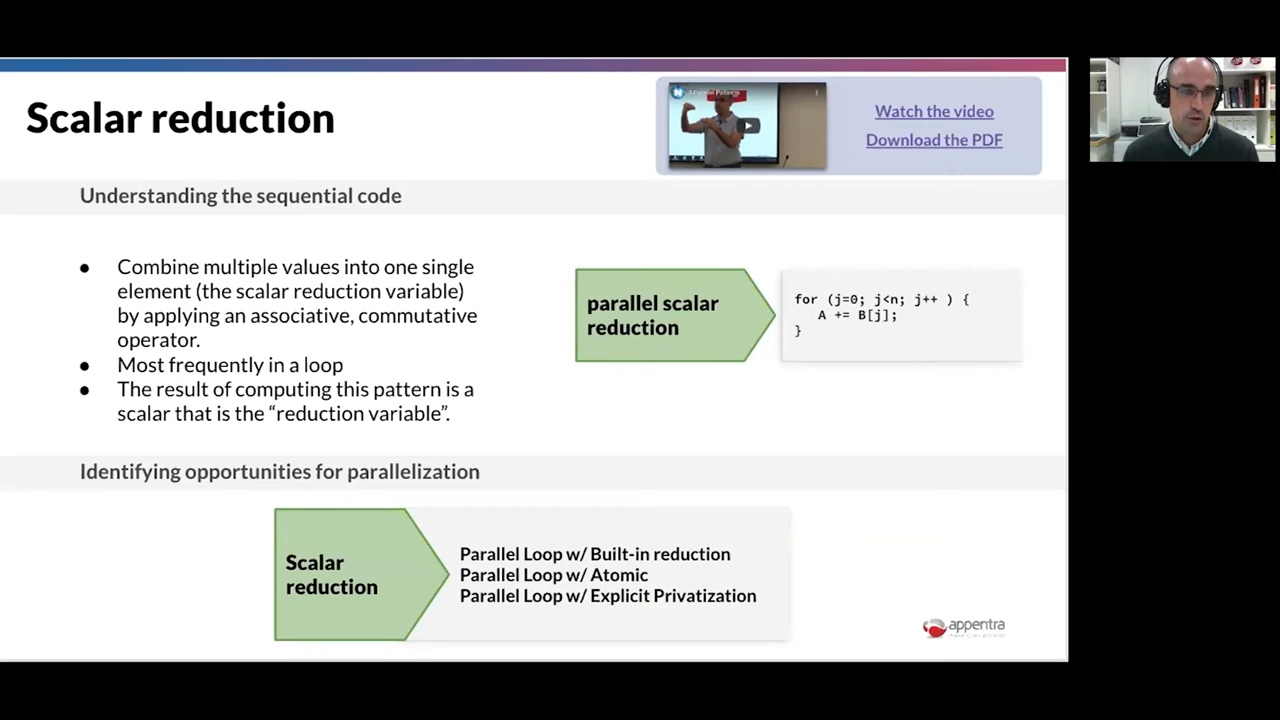 Scalar reduction
Watch the video
Download the PDF
Understanding the sequential code
● Combine multiple values into one single
element (the scalar reduction variable)
by applying an associative, commutative
operator.
● Most frequently in a loop
● The result of computing this pattern is a
scalar that is the “reduction variable”.
parallel scalar
reduction
for (j=0; j<n; j++ ) {
A += B[j];
}
Identifying opportunities for parallelization
Scalar
reduction
Parallel Loop w/ Built-in reduction
Parallel Loop w/ Atomic
Parallel Loop w/ Explicit Privatization
appentra